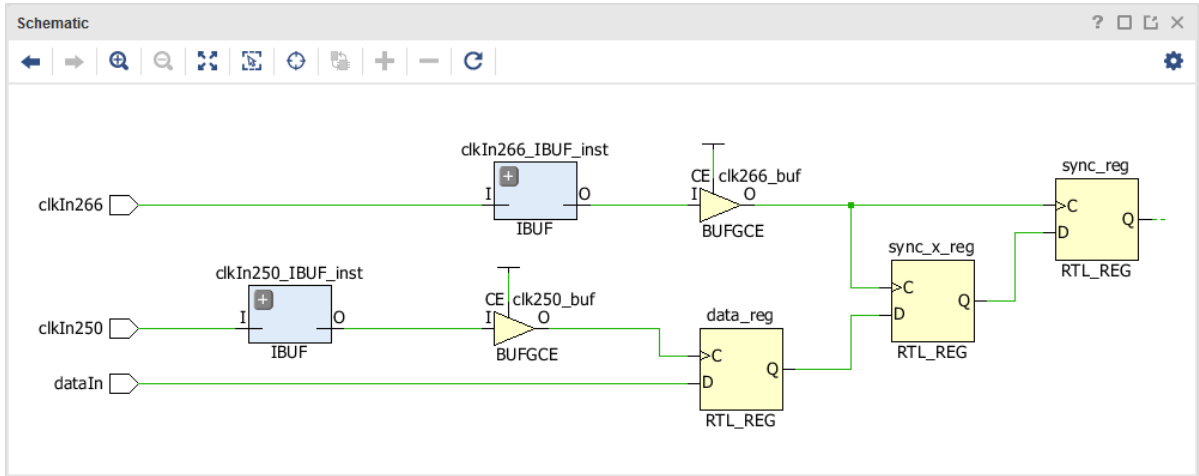 Schematic
clkIn266_IBUF_inst
clkIn266
I
O
IBUF
CE clk266_buf
I
O
BUFGCE
sync_reg
C
D
Q
RTL_REG
sync_x_reg
C
D
Q
RTL_REG
clkIn250_IBUF_inst
clkIn250
I
O
IBUF
CE clk250_buf
I
O
BUFGCE
data_reg
C
D
Q
RTL_REG
dataIn